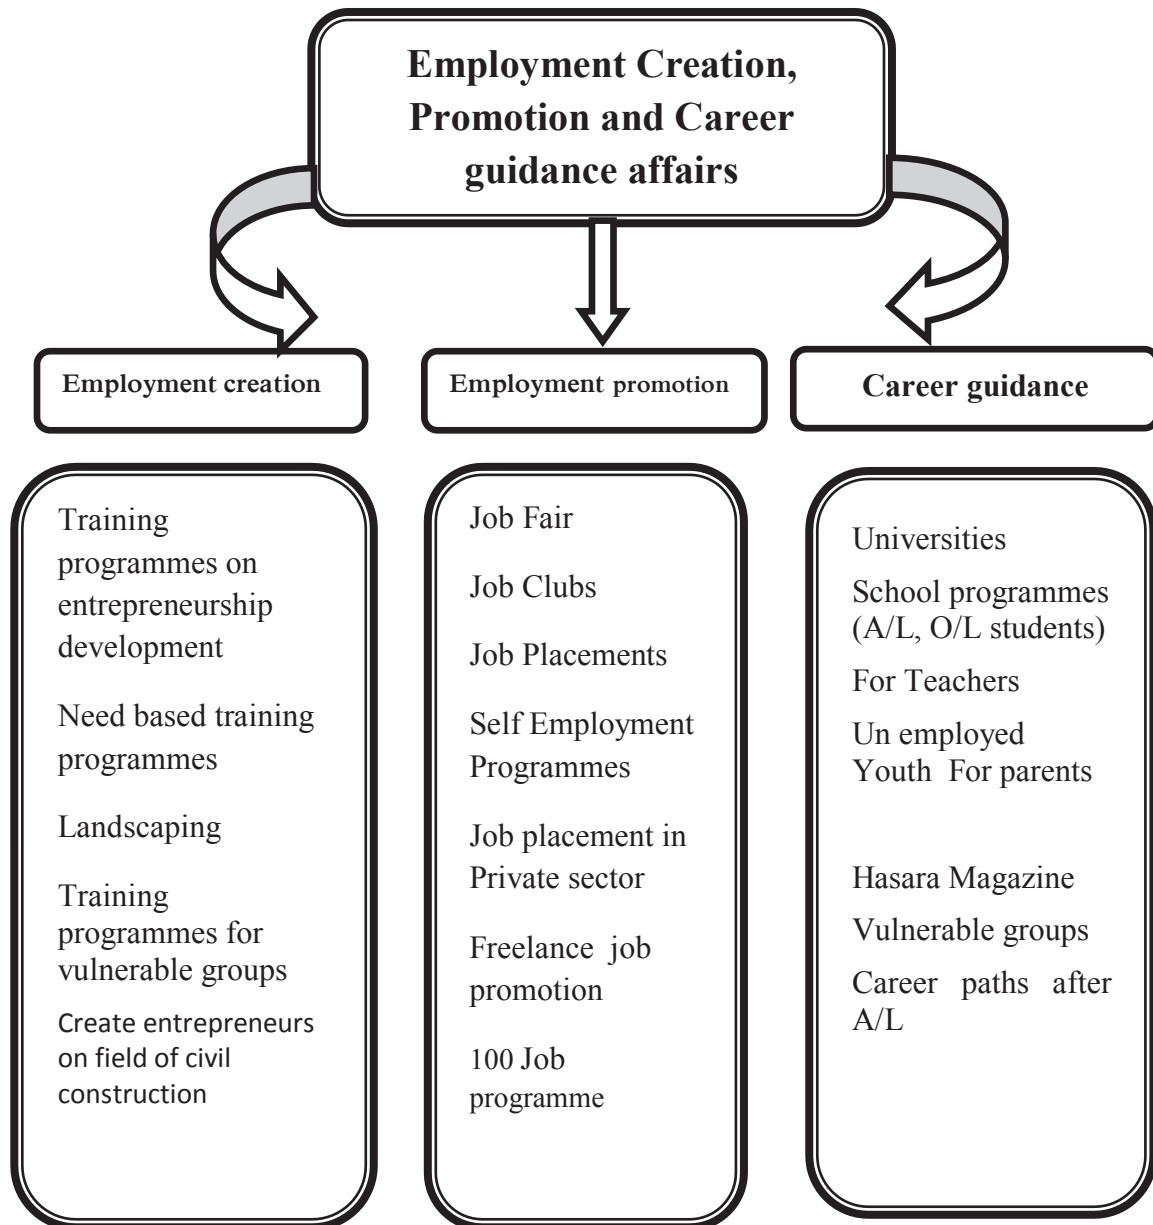 Employment Creation,
Promotion and Career
guidance affairs
Employment creation
Employment promotion
Career guidance
Training
programmes on
entrepreneurship
development
Need based training
programmes
Landscaping
Training
programmes for
vulnerable groups
Create entrepreneurs
on field of civil
construction
Job Fair
Job Clubs
Job Placements
Self Employment
Programmes
Job placement in
Private sector
Freelance job
promotion
100 Job
programme
Universities
School programmes
(A/L, O/L students)
For Teachers
Un employed
Youth For parents
Hasara Magazine
Vulnerable groups
Career paths after
A/L